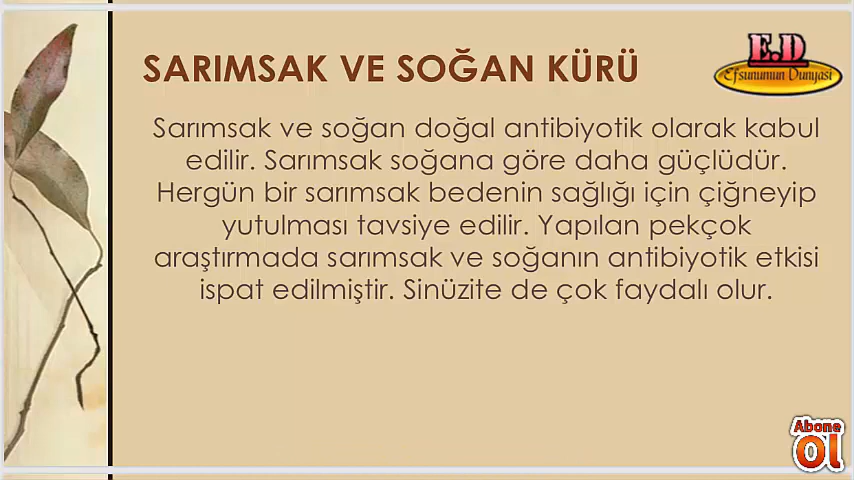 SARIMSAK VE SOĞAN KÜRÜ
E.D
Efsununun Dunyasi
Sarımsak ve soğan doğal antibiyotik olarak kabul
edilir. Sarımsak soğana göre daha güçlüdür.
Hergün bir sarımsak bedenin sağlığı için çiğneyip
yutulması tavsiye edilir. Yapılan pekçok
araştırmada sarımsak ve soğanın antibiyotik etkisi
ispat edilmiştir. Sinüzite de çok faydalı olur.
Abone
ol